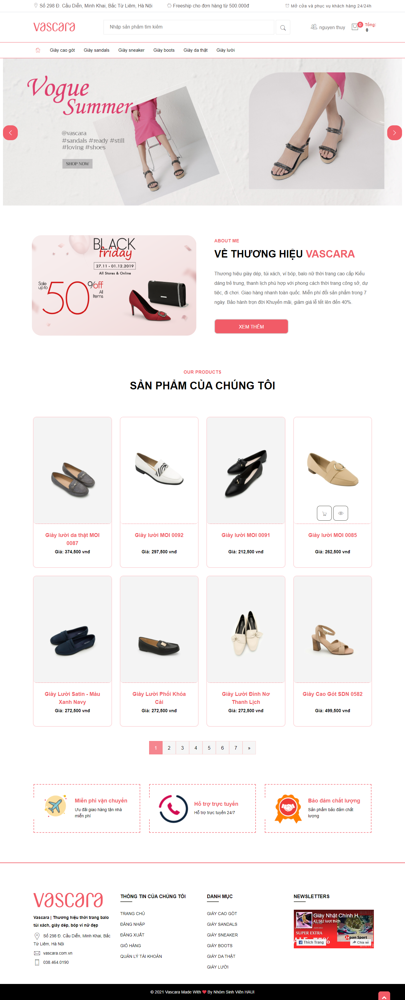 Số 298 Đ. Cầu Diễn, Minh Khai, Bắc Từ Liêm, Hà Nội
Freeship cho đơn hàng từ 500.000đ
Mở cửa và phục vụ khách hàng 24/24h
vascara
Nhập sản phẩm tìm kiếm
nguyen thuy
0
Tổng:
0
Giày cao gót
Giày sandals
Giày sneaker
Giày boots
Giày da thật
Giày lười
Vogue
Summer
@vascara
#sandals #ready #still
#loving #shoes
SHOP NOW
BLACK
friday
27.11 - 01.12.2019
All Stores & Online
Sale
up to
50%off
All
Items
ABOUT ME
VỀ THƯƠNG HIỆU VASCARA
Thương hiệu giày dép, túi xách, ví bóp, balo nữ thời trang cao cấp Kiểu
dáng trẻ trung, thanh lịch phù hợp với phong cách thời trang công sở, dự
tiệc, đi chơi. Giao hàng nhanh toàn quốc. Miễn phí đổi sản phẩm trong 7
ngày. Bảo hành trọn đời Khuyến mãi, giảm giá lễ tết lên đến 40%.
XEM THÊM
OUR PRODUCTS
SẢN PHẨM CỦA CHÚNG TÔI
Giày lười da thật MOI
0087
Giá: 374,500 vnđ
Giày lười MOI 0092
Giá: 297,500 vnđ
Giày lười MOI 0091
Giá: 212,500 vnđ
Giày lười MOI 0085
Giá: 262,500 vnđ
Giày Lười Satin - Màu
Xanh Navy
Giá: 272,500 vnđ
Giày Lười Phối Khóa
Cài
Giá: 272,500 vnđ
Giày Lười Đính Nơ
Thanh Lịch
Giá: 272,500 vnđ
Giày Cao Gót SDN 0582
Giá: 499,500 vnđ
1 2 3 4 5 6 7 »
Miễn phí vận chuyển
Ưu đãi giao hàng tận nhà
miễn phí
Hỗ trợ trực tuyến
Hỗ trợ trực tuyến 24/7
Bảo đảm chất lượng
Sản phẩm bảo đảm chất
lượng
vascara
Vascara | Thương hiệu thời trang balo
túi xách, giày dép, bóp ví nữ đẹp
Số 298 Đ. Cầu Diễn, Minh Khai, Bắc
Từ Liêm, Hà Nội
vascara.com.vn
038.464.0190
THÔNG TIN CỦA CHÚNG TÔI
TRANG CHỦ
ĐĂNG NHẬP
ĐĂNG XUẤT
GIỎ HÀNG
QUẢN LÝ TÀI KHOẢN
DANH MỤC
GIÀY CAO GÓT
GIÀY SANDALS
GIÀY SNEAKER
GIÀY BOOTS
GIÀY DA THẬT
GIÀY LƯỜI
NEWSLETTERS
Giày Nhật Chính H...
42.582 lượt thích
SUPER EXTRA
Japan Sport
Thích Trang
Chia sẻ
WINTER
© 2021 Vascara Made With ❤ By Nhóm Sinh Viên HAUI